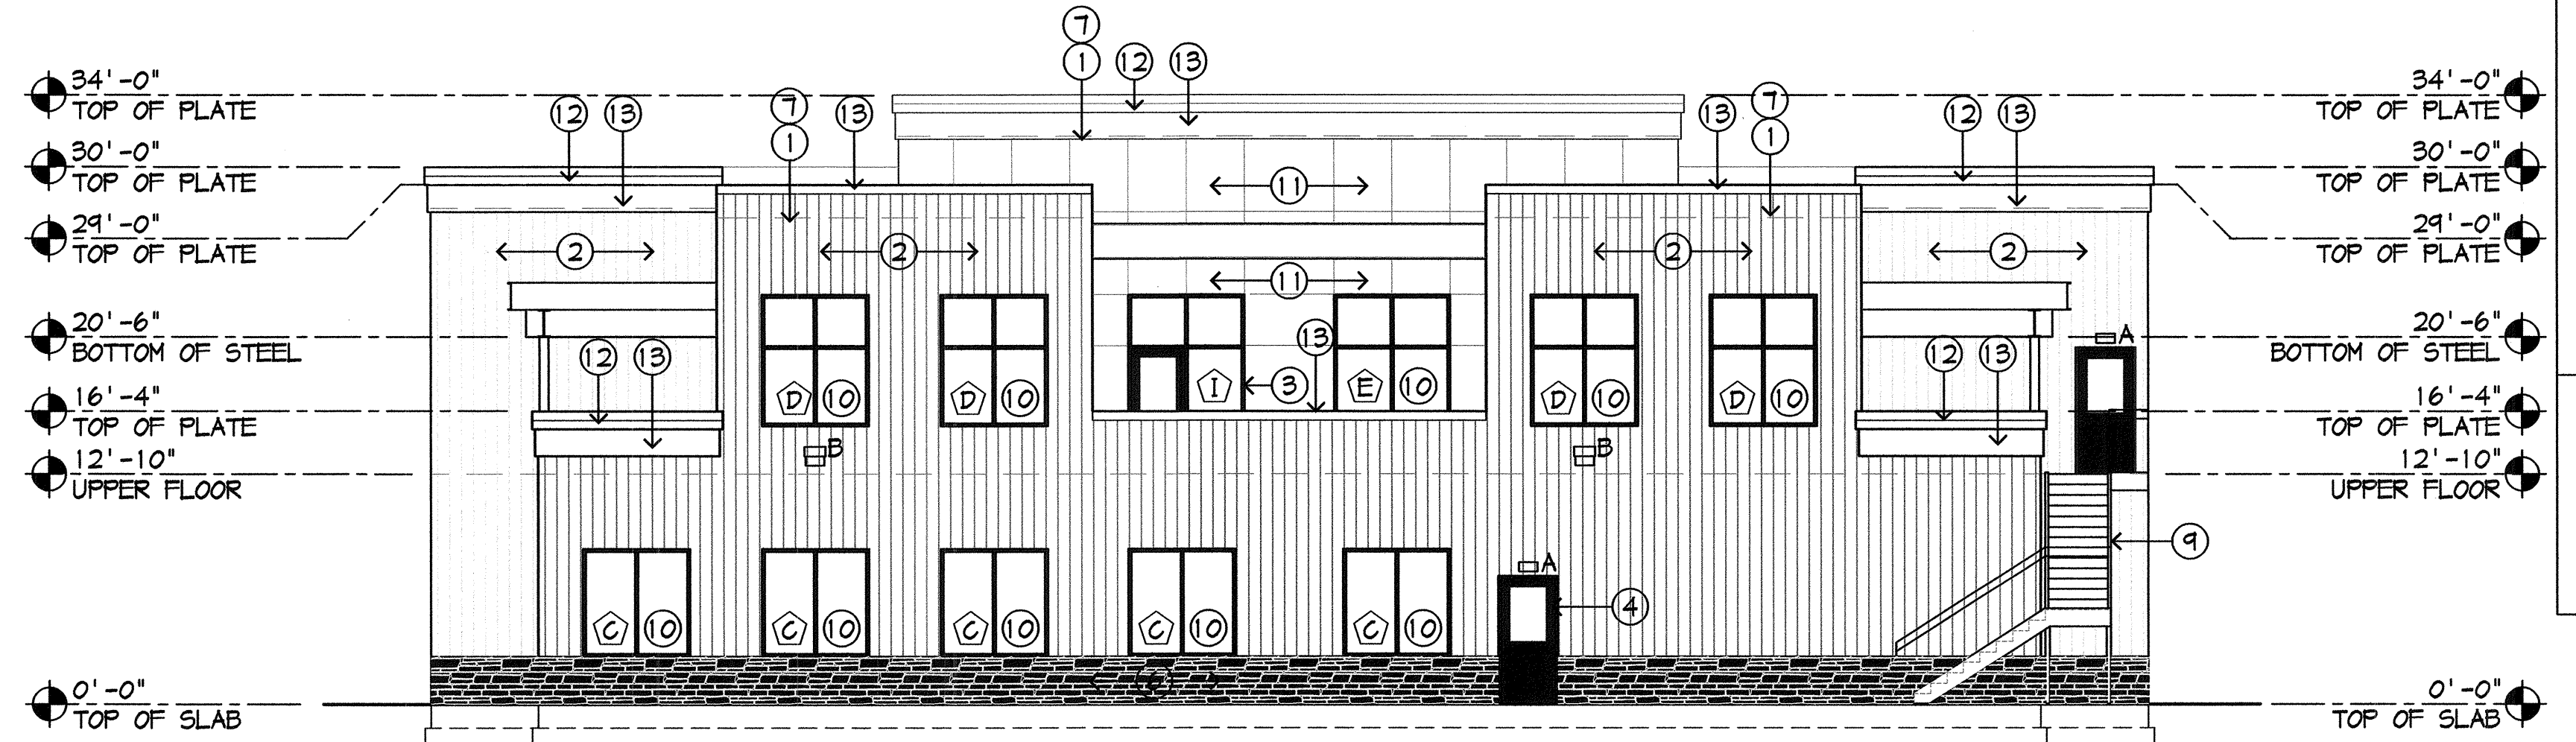 7
1 12 13
34'-0" 34'-0"
TOP OF PLATE TOP OF PLATE
12 13 7 13 13 7 12 13
1 1
30'-0" 30'-0"
TOP OF PLATE TOP OF PLATE
11
29'-0" 29'-0"
TOP OF PLATE TOP OF PLATE
2 2 2 2
11
20'-6" 20'-6"
BOTTOM OF STEEL BOTTOM OF STEEL
A
12 13 13 12 13
D 10 D 10 I 3 E 10 D 10 D 10
16'-4" 16'-4"
TOP OF PLATE TOP OF PLATE
B B
12'-10" 12'-10"
UPPER FLOOR UPPER FLOOR
9
A
4
C 10 C 10 C 10 C 10 C 10
6
0'-0" 0'-0"
TOP OF SLAB TOP OF SLAB